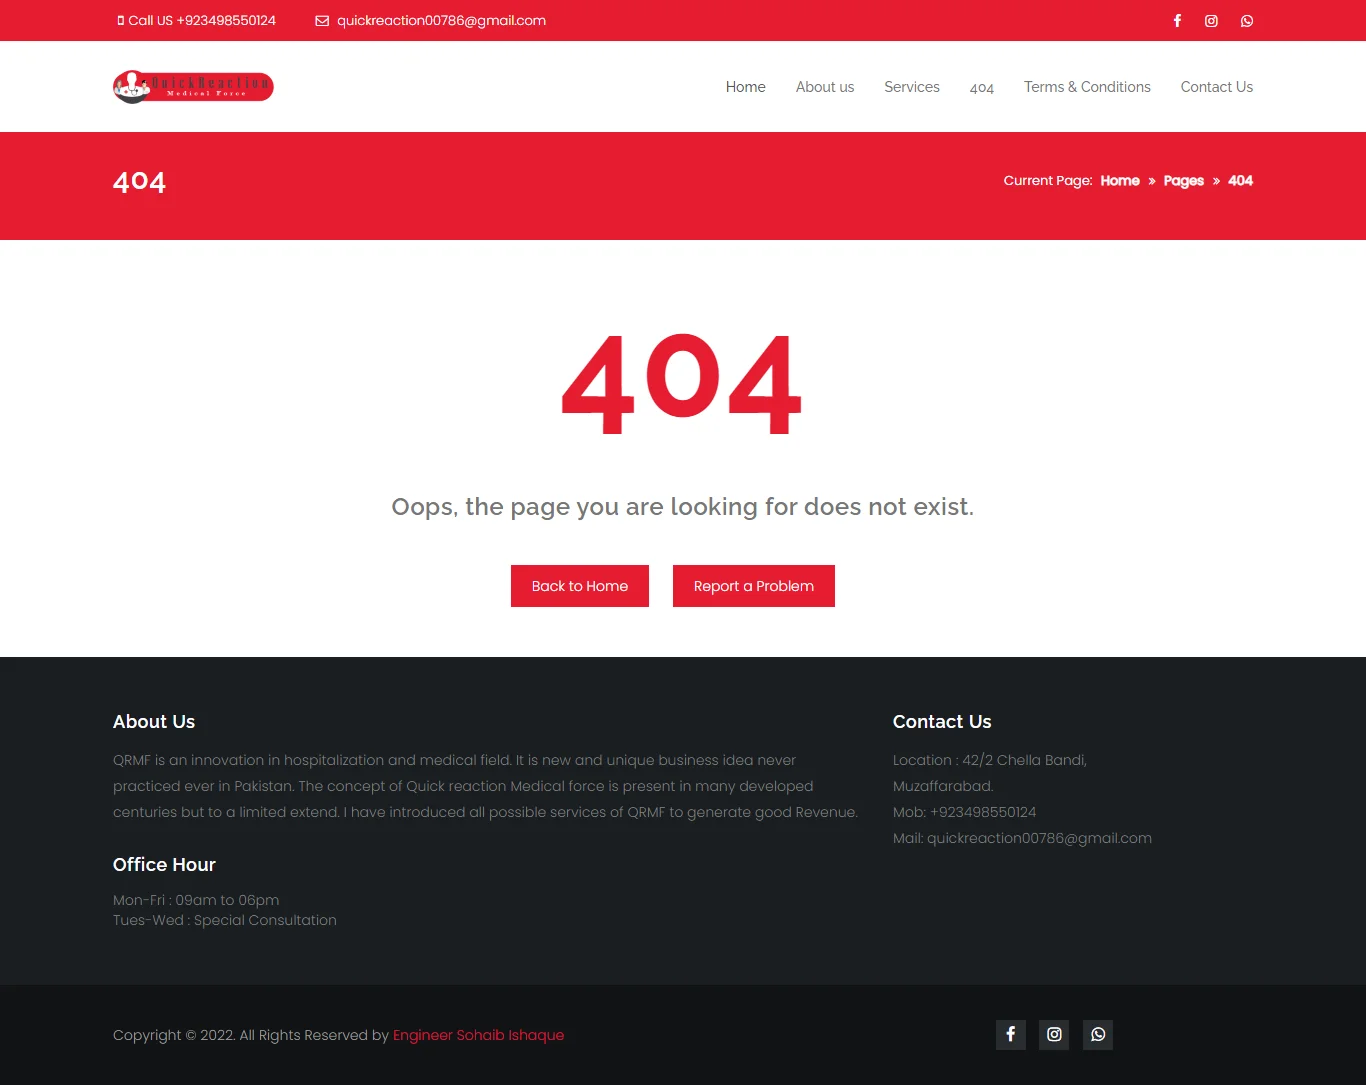 Call US +923498550124
quickreaction00786@gmail.com
QuickReaction
Medical Force
Home
About us
Services
404
Terms & Conditions
Contact Us
404
Current Page: Home » Pages » 404
404
Oops, the page you are looking for does not exist.
Back to Home
Report a Problem
About Us
QRMF is an innovation in hospitalization and medical field. It is new and unique business idea never
practiced ever in Pakistan. The concept of Quick reaction Medical force is present in many developed
centuries but to a limited extend. I have introduced all possible services of QRMF to generate good Revenue.
Office Hour
Mon-Fri : 09am to 06pm
Tues-Wed : Special Consultation
Contact Us
Location : 42/2 Chella Bandi,
Muzaffarabad.
Mob: +923498550124
Mail: quickreaction00786@gmail.com
Copyright © 2022. All Rights Reserved by Engineer Sohaib Ishaque